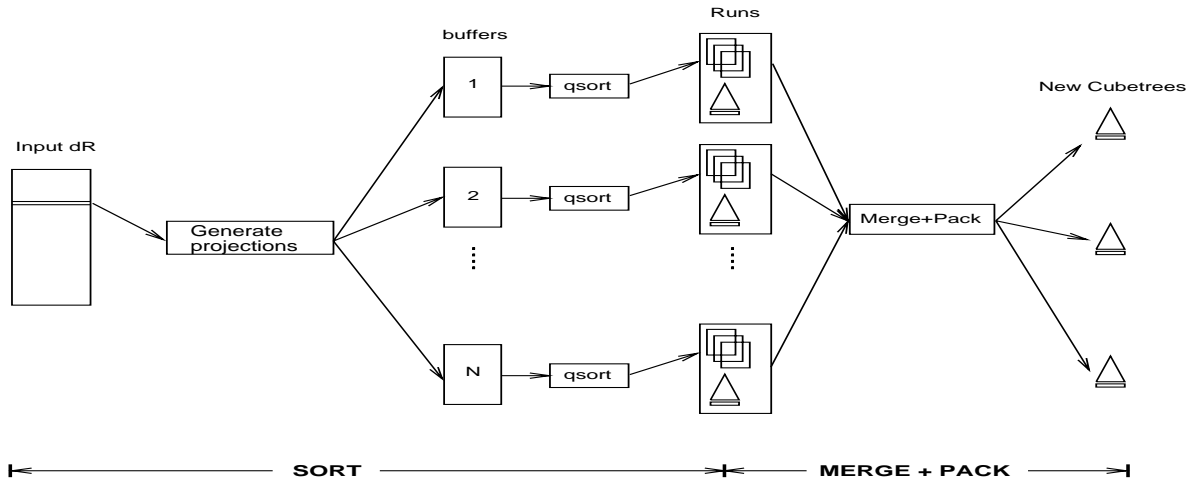 Runs
buffers
New Cubetrees
Input dR
1
qsort
2
qsort
Generate
projections
Merge+Pack
N
qsort
SORT
MERGE + PACK